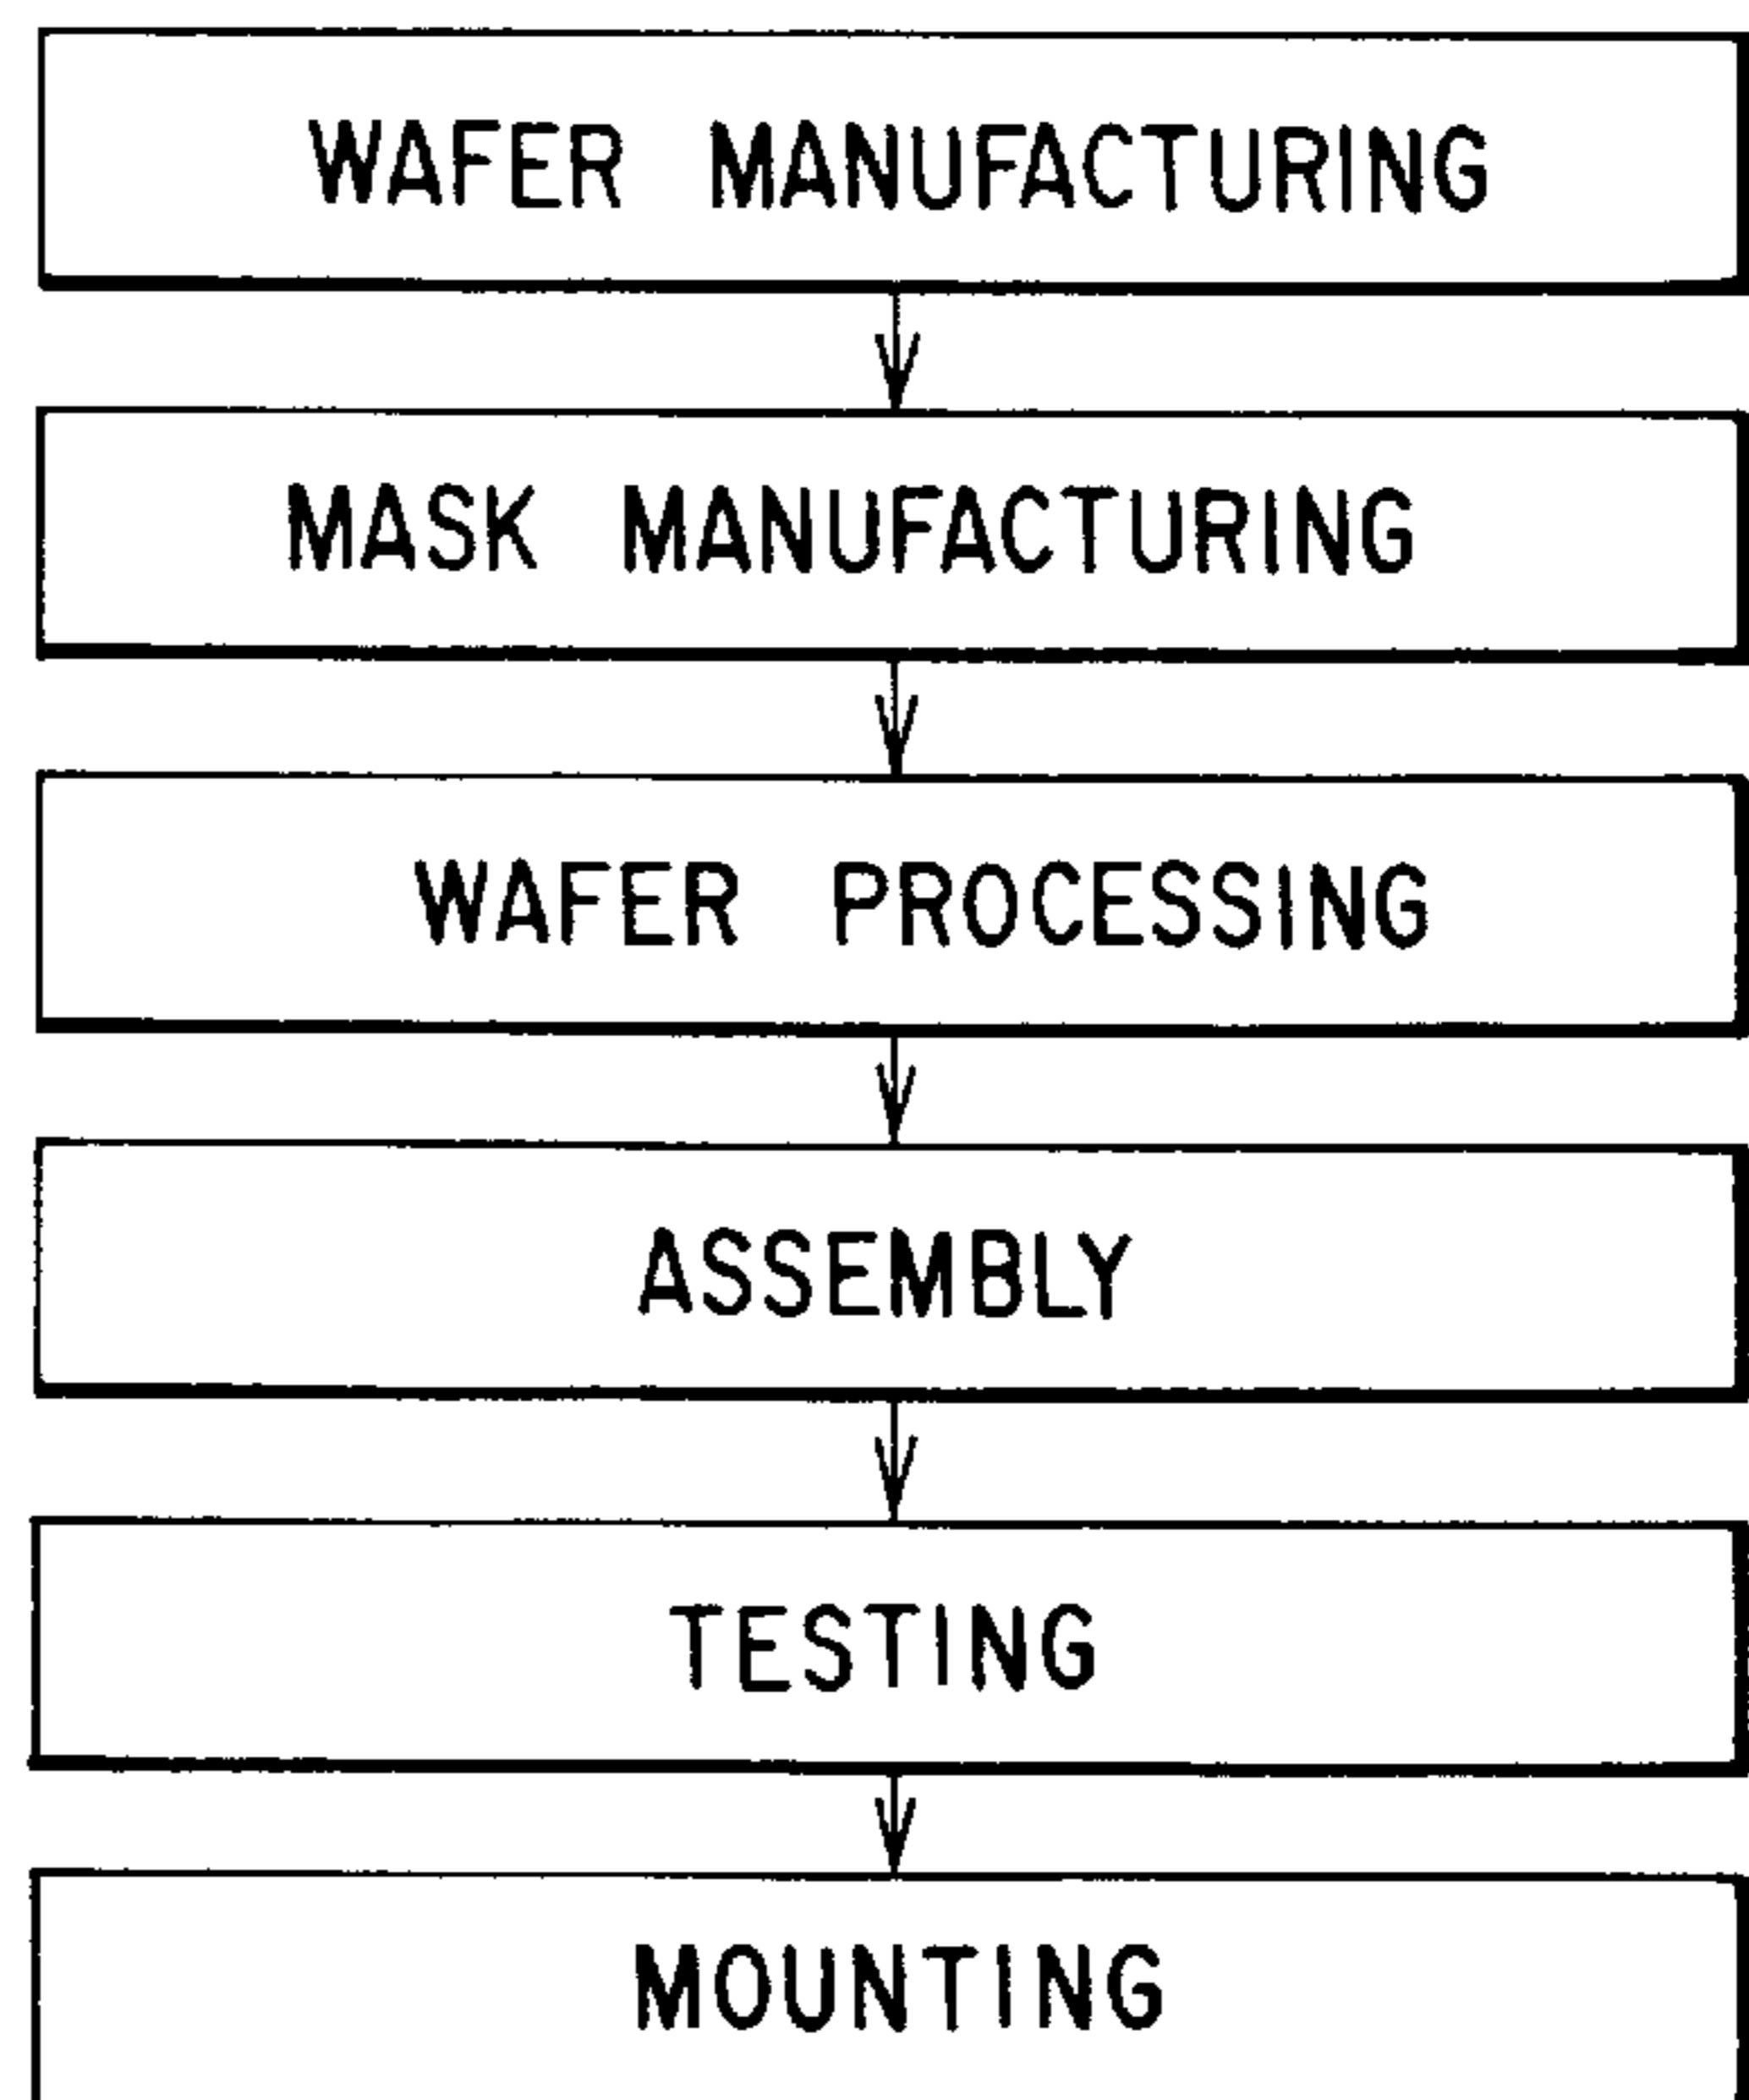 WAFER MANUFACTURING
MASK MANUFACTURING
WAFER PROCESSING
ASSEMBLY
TESTING
MOUNTING